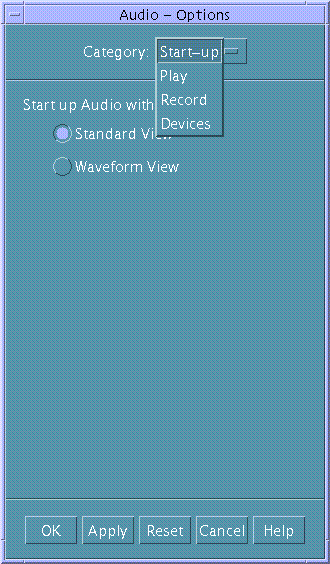 Audio – Options
Category: Start–up
Play
Record
Devices
Start up Audio with
Standard View
Waveform View
OK Apply Reset Cancel Help